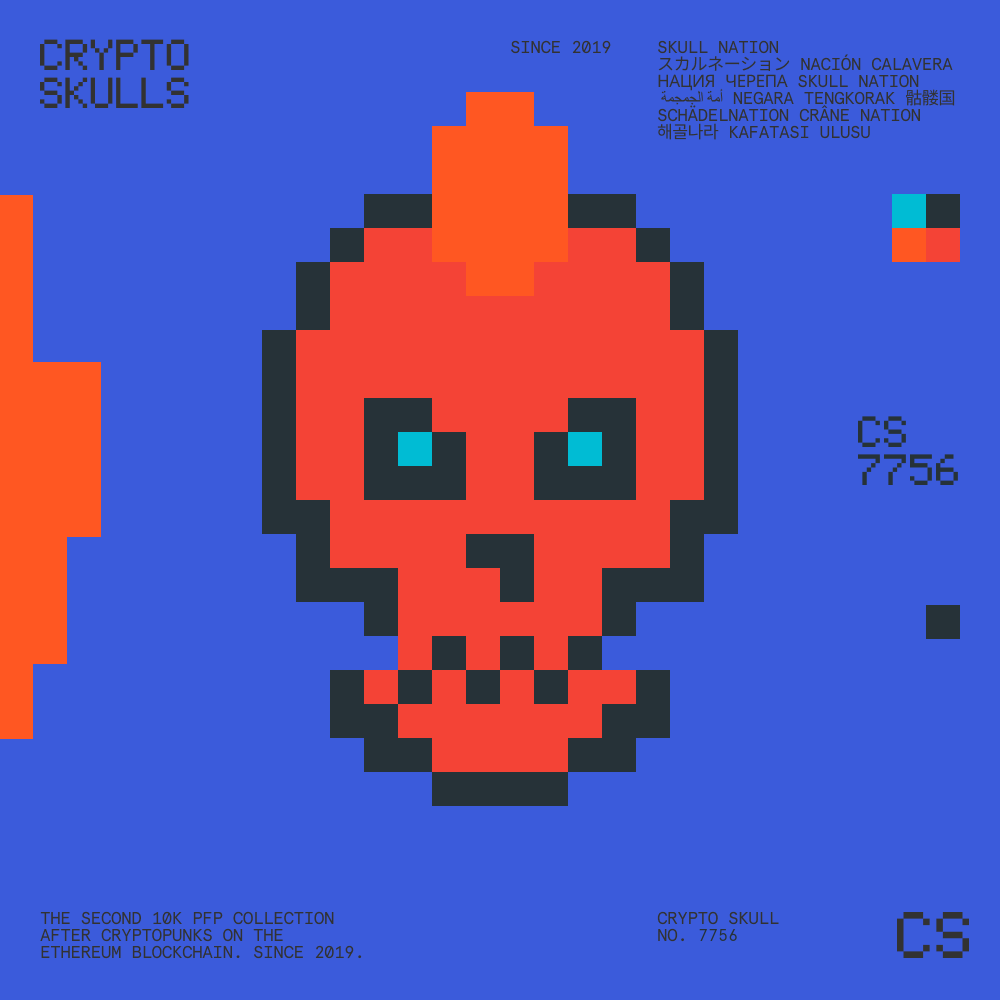 CRYPTO
SKULLS
SINCE 2019
SKULL NATION
スカルネーション NACIÓN CALAVERA
НАЦИЯ ЧЕРЕПА SKULL NATION
أمة الجمجمة NEGARA TENGKORAK 骷髅国
SCHÄDELNATION CRÂNE NATION
해골나라 KAFATASI ULUSU
CS
7756
THE SECOND 10K PFP COLLECTION
AFTER CRYPTOPUNKS ON THE
ETHEREUM BLOCKCHAIN. SINCE 2019.
CRYPTO SKULL
NO. 7756
CS